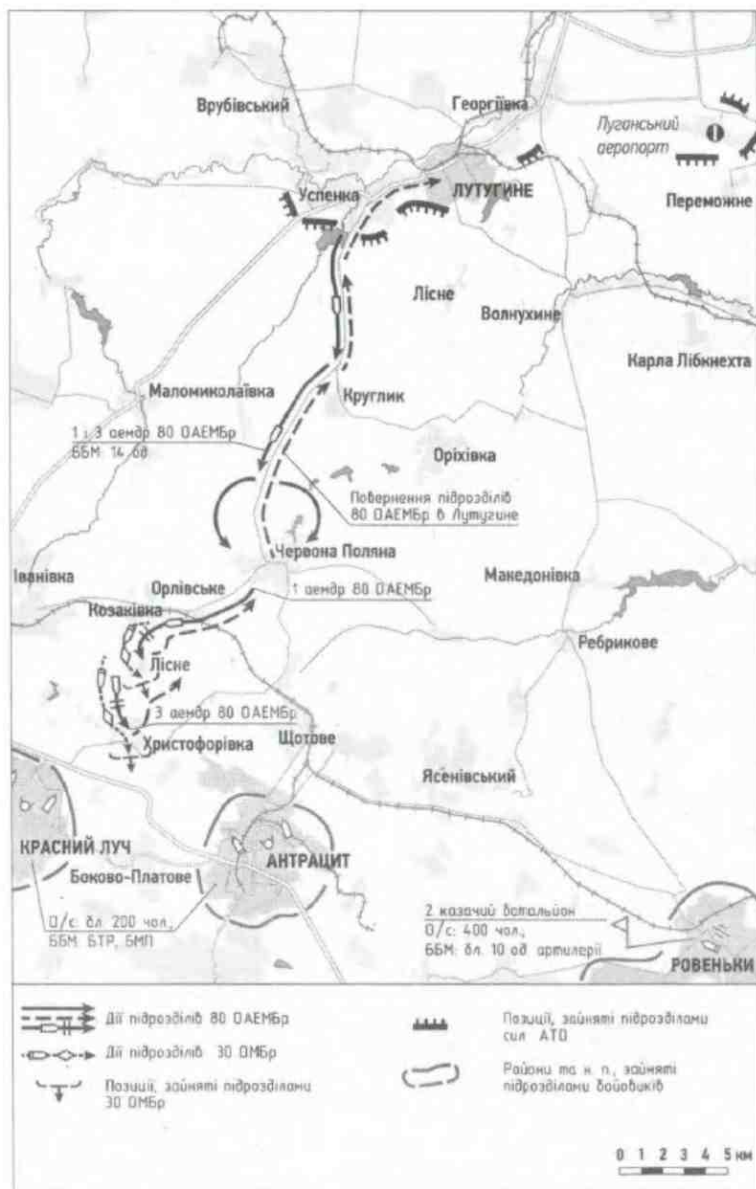 Врубівський
Георгіївка
Луганський
аеропорт
Успенка
ЛУТУГИНЕ
Переможне
Лісне
Волнухине
Карла Лібкнехта
Маломиколаївка
Круглик
1 і 3 аемдр 80 ОАЕМБр
ББМ: 14 од
Оріхівка
Повернення підрозділів
80 ОАЕМБр в Лутугине
Червона Поляна
Іванівка
Орлівське
Македонівка
Козаківка
1 аемдр 80 ОАЕМБр
Лісне
Ребрикове
3 аемдр 80 ОАЕМБр
Христофорівка
Щотове
Ясенівський
КРАСНИЙ ЛУЧ
АНТРАЦИТ
Боково-Платове
О/с: бл. 200 чол.,
ББМ: БТР, БМП
2 казачий батальйон
О/с: 400 чол.,
ББМ: бл. 10 од артилерії
РОВЕНЬКИ
Дії підрозділів 80 ОАЕМБр
Дії підрозділів 30 ОМБр
Позиції, зайняті підрозділами
30 ОМБр
Позиції, зайняті підрозділами
сил АТО
Райони та н. п., зайняті
підрозділами бойовиків
0 1 2 3 4 5 км